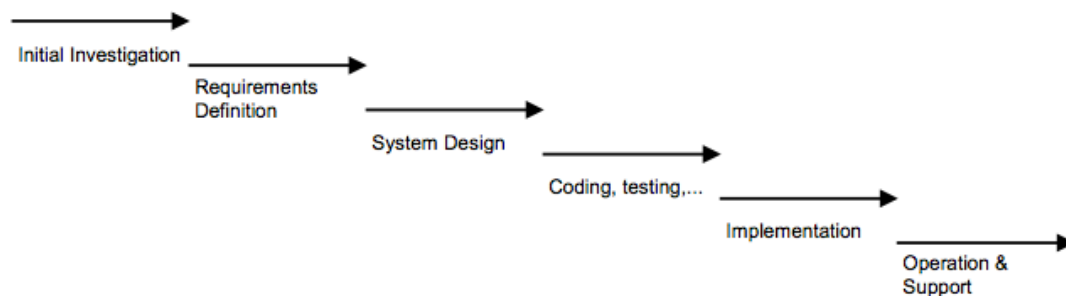 Initial Investigation
Requirements
Definition
System Design
Coding, testing,...
Implementation
Operation &
Support